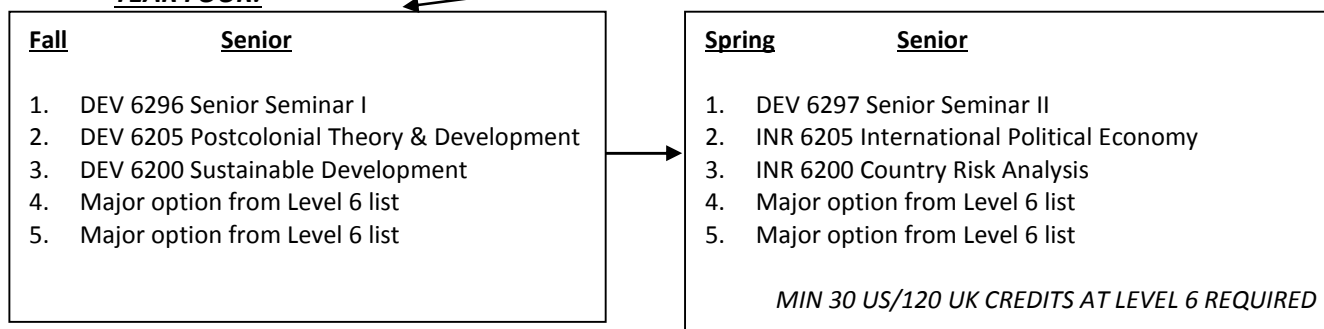 Fall Senior
1. DEV 6296 Senior Seminar I
2. DEV 6205 Postcolonial Theory & Development
3. DEV 6200 Sustainable Development
4. Major option from Level 6 list
5. Major option from Level 6 list
Spring Senior
1. DEV 6297 Senior Seminar II
2. INR 6205 International Political Economy
3. INR 6200 Country Risk Analysis
4. Major option from Level 6 list
5. Major option from Level 6 list
MIN 30 US/120 UK CREDITS AT LEVEL 6 REQUIRED